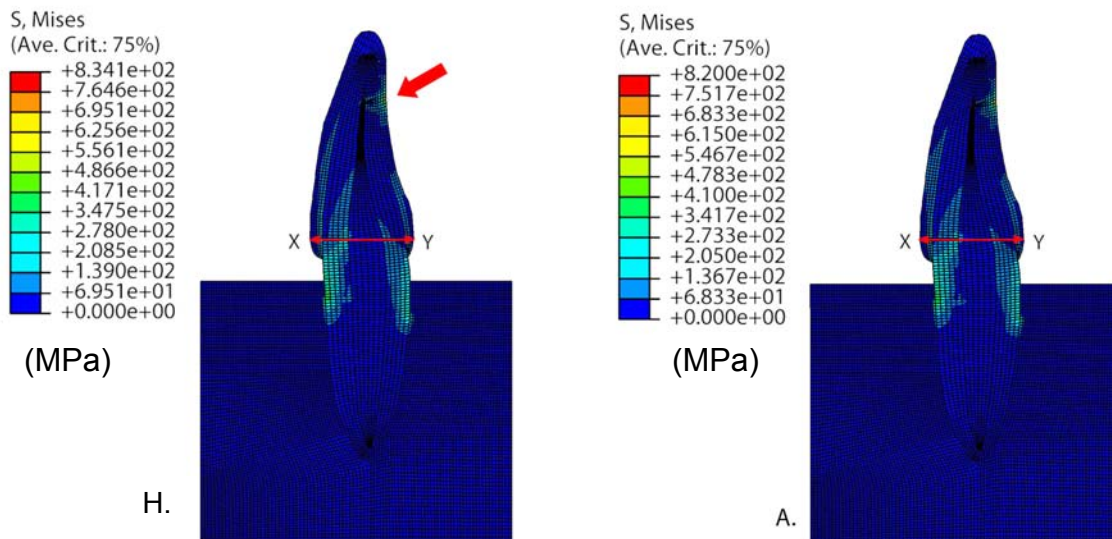 S, Mises
(Ave. Crit.: 75%)
+8.341e+02
+7.646e+02
+6.951e+02
+6.256e+02
+5.561e+02
+4.866e+02
+4.171e+02
+3.475e+02
+2.780e+02
+2.085e+02
+1.390e+02
+6.951e+01
+0.000e+00
(MPa)
X
Y
H.
S, Mises
(Ave. Crit.: 75%)
+8.200e+02
+7.517e+02
+6.833e+02
+6.150e+02
+5.467e+02
+4.783e+02
+4.100e+02
+3.417e+02
+2.733e+02
+2.050e+02
+1.367e+02
+6.833e+01
+0.000e+00
(MPa)
X
Y
A.